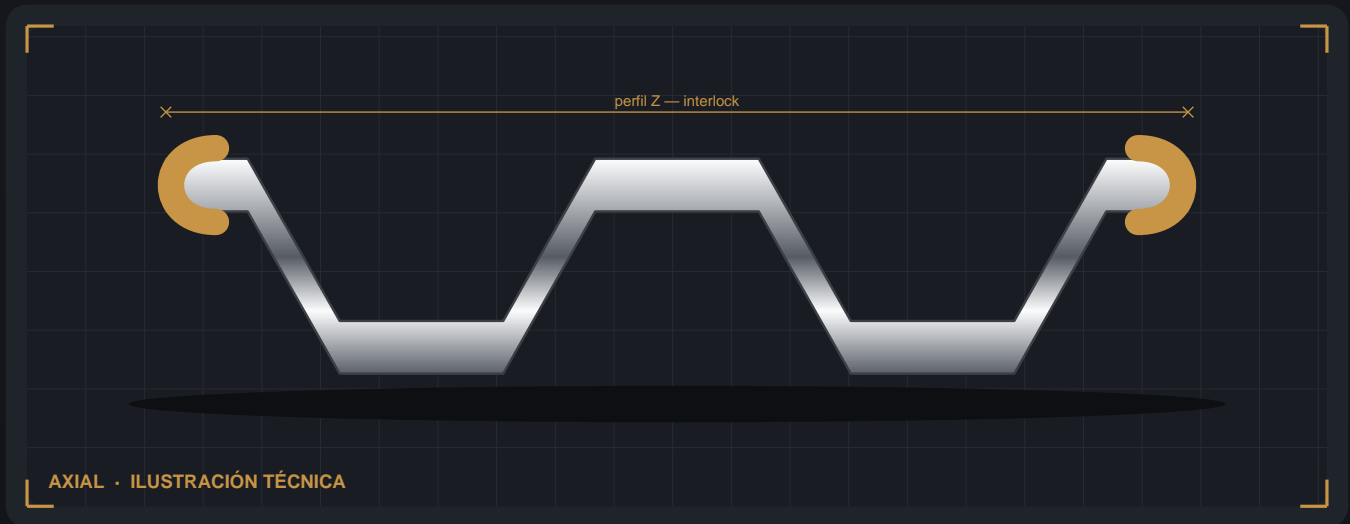 perfil Z — interlock
AXIAL · ILUSTRACIÓN TÉCNICA